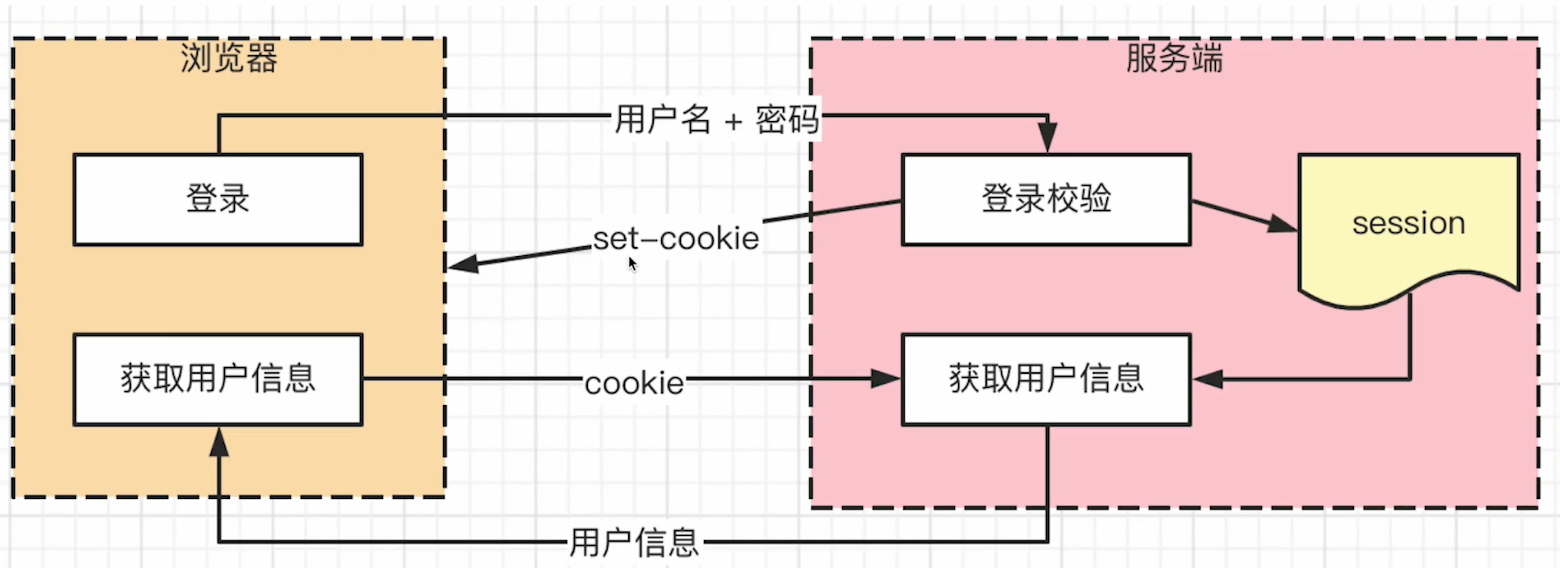 浏览器
服务端
用户名 + 密码
登录
登录校验
session
set-cookie
获取用户信息
cookie
获取用户信息
用户信息